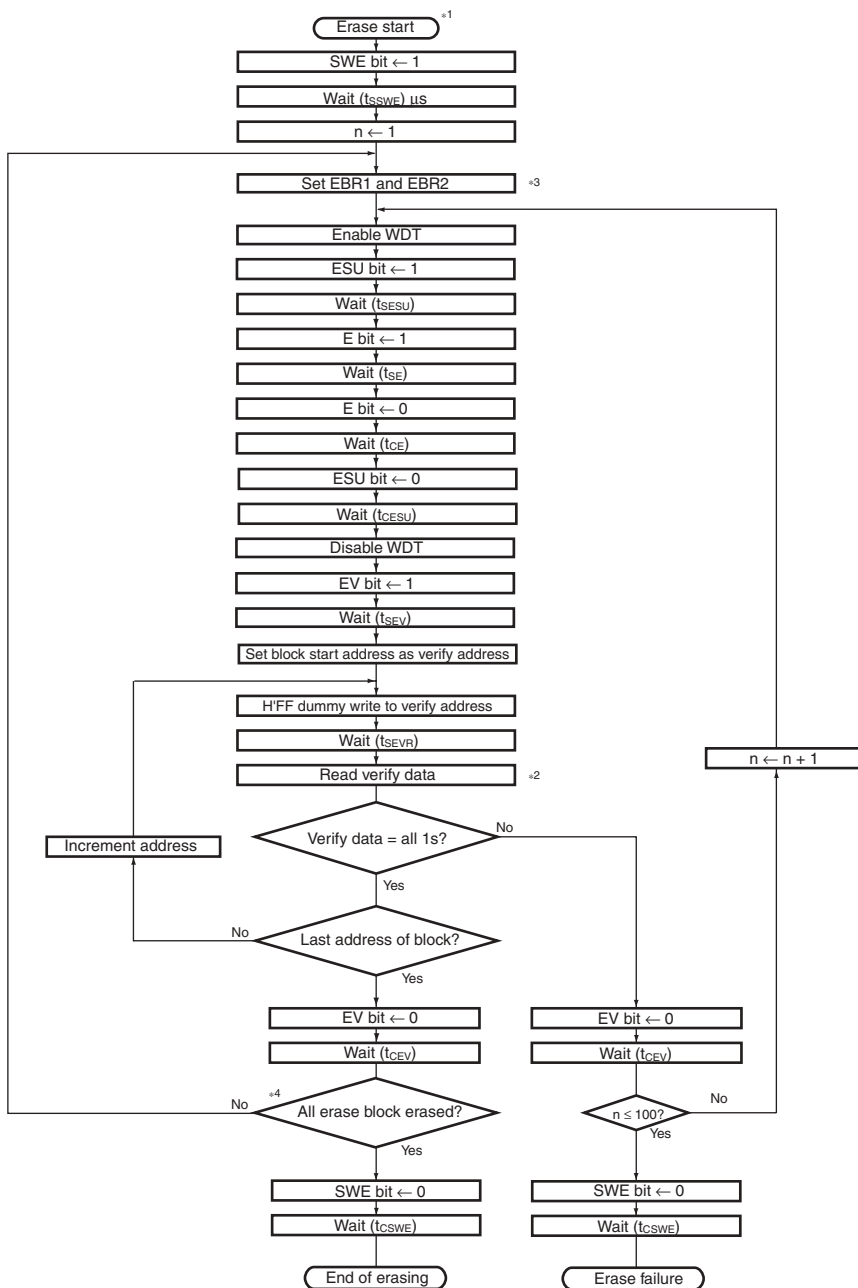 Erase start
*1
SWE bit ← 1
Wait (tSSWE) μs
n ← 1
Set EBR1 and EBR2
*3
Enable WDT
ESU bit ← 1
Wait (tSESU)
E bit ← 1
Wait (tSE)
E bit ← 0
Wait (tCE)
ESU bit ← 0
Wait (tCESU)
Disable WDT
EV bit ← 1
Wait (tSEV)
Set block start address as verify address
H'FF dummy write to verify address
Wait (tSEVR)
n ← n + 1
Read verify data
*2
Verify data = all 1s?
No
Increment address
Yes
No
Last address of block?
Yes
EV bit ← 0
EV bit ← 0
Wait (tCEV)
Wait (tCEV)
No
*4
All erase block erased?
n ≤ 100?
No
Yes
Yes
SWE bit ← 0
SWE bit ← 0
Wait (tCSWE)
Wait (tCSWE)
End of erasing
Erase failure